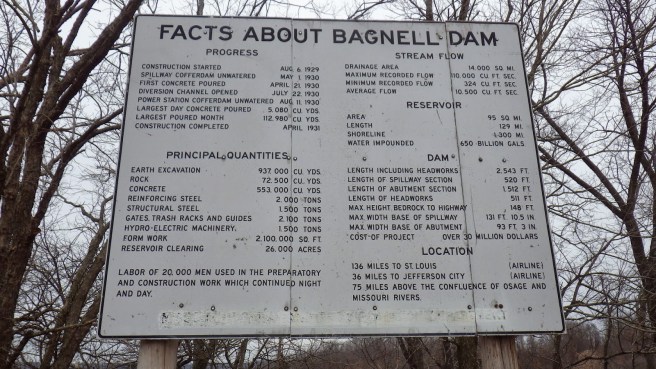 FACTS ABOUT BAGNELL DAM
PROGRESS
CONSTRUCTION STARTED AUG. 6, 1929
SPILLWAY COFFERDAM UNWATERED MAY 1, 1930
FIRST CONCRETE POURED APRIL 21, 1930
DIVERSION CHANNEL OPENED JULY 22, 1930
POWER STATION COFFERDAM UNWATERED AUG. 11, 1930
LARGEST DAY CONCRETE POURED 5,080 CU. YDS.
LARGEST POURED MONTH 112,980 CU. YDS.
CONSTRUCTION COMPLETED APRIL 1931
PRINCIPAL QUANTITIES
EARTH EXCAVATION 937,000 CU. YDS.
ROCK 72,500 CU. YDS.
CONCRETE 553,000 CU. YDS.
REINFORCING STEEL 2,000 TONS
STRUCTURAL STEEL 1,500 TONS
GATES, TRASH RACKS AND GUIDES 2,100 TONS
HYDRO-ELECTRIC MACHINERY, 1,500 TONS
FORM WORK 2,100,000 SQ. FT.
RESERVOIR CLEARING 26,000 ACRES
LABOR OF 20,000 MEN USED IN THE PREPARATORY
AND CONSTRUCTION WORK WHICH CONTINUED NIGHT
AND DAY.
STREAM FLOW
DRAINAGE AREA 14,000 SQ. MI.
MAXIMUM RECORDED FLOW 110,000 CU. FT. SEC.
MINIMUM RECORDED FLOW 324 CU. FT. SEC.
AVERAGE FLOW 10,500 CU. FT. SEC.
RESERVOIR
AREA 95 SQ. MI.
LENGTH 129 MI.
SHORELINE 1,300 MI.
WATER IMPOUNDED 650 BILLION GALS.
DAM
LENGTH INCLUDING HEADWORKS 2,543 FT.
LENGTH OF SPILLWAY SECTION 520 FT.
LENGTH OF ABUTMENT SECTION 1,512 FT.
LENGTH OF HEADWORKS 511 FT.
MAX. HEIGHT BEDROCK TO HIGHWAY 148 FT.
MAX. WIDTH BASE OF SPILLWAY 131 FT. 10.5 IN.
MAX. WIDTH BASE OF ABUTMENT 93 FT. 3 IN.
COST OF PROJECT OVER 30 MILLION DOLLARS
LOCATION
136 MILES TO ST. LOUIS (AIRLINE)
36 MILES TO JEFFERSON CITY (AIRLINE)
75 MILES ABOVE THE CONFLUENCE OF OSAGE AND
MISSOURI RIVERS.